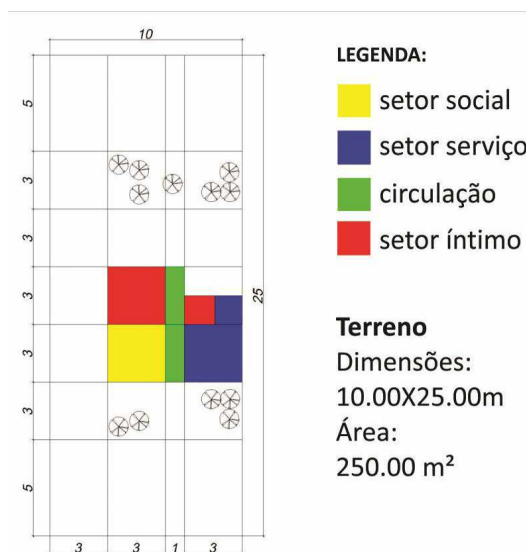 10
5
3
3
3
3
3
5
25
3 3 1 3
LEGENDA:
setor social
setor serviço
circulação
setor íntimo
Terreno
Dimensões:
10.00X25.00m
Área:
250.00 m²